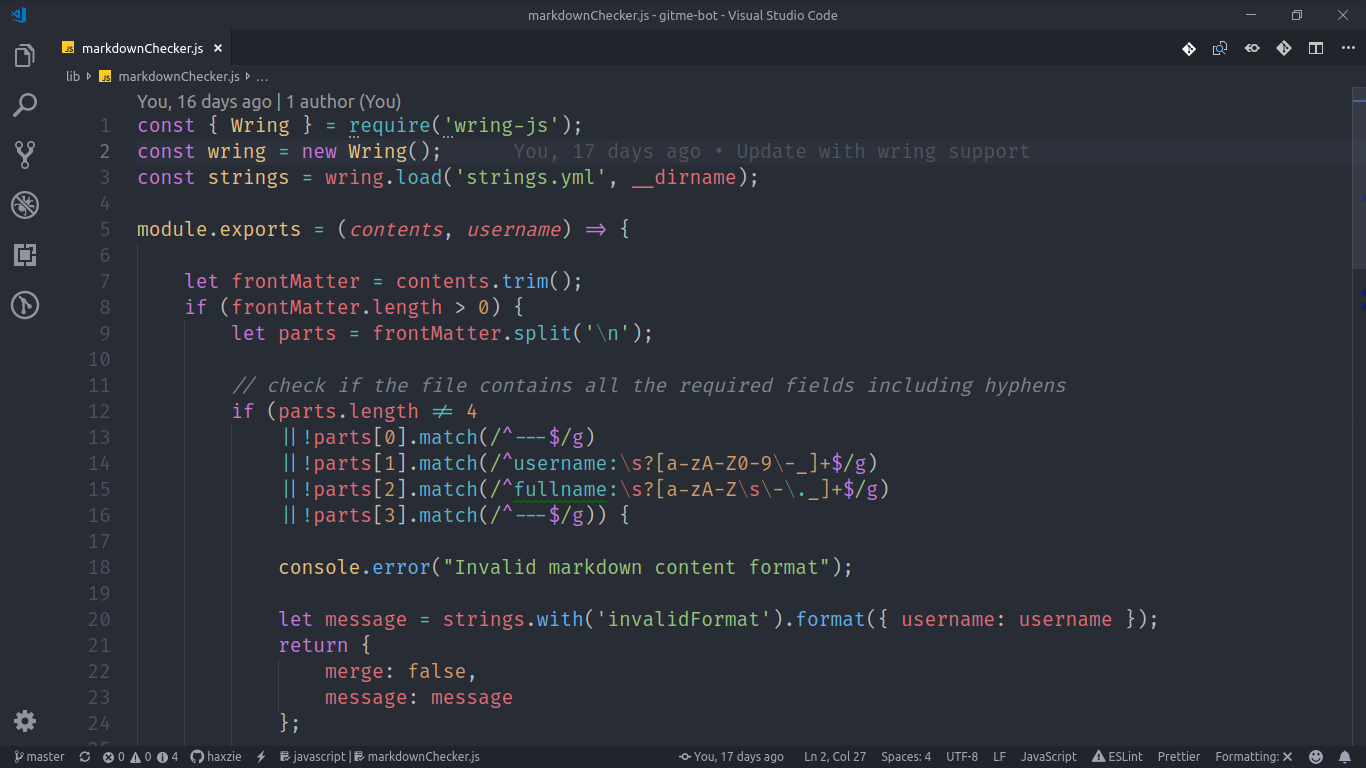 markdownChecker.js - gitme-bot - Visual Studio Code
JS markdownChecker.js ×
lib JS markdownChecker.js …
You, 16 days ago | 1 author (You)
1 const { Wring } = require('wring-js');
2 const wring = new Wring(); You, 17 days ago • Update with wring support
3 const strings = wring.load('strings.yml', __dirname);
4
5 module.exports = (contents, username) => {
6
7 let frontMatter = contents.trim();
8 if (frontMatter.length > 0) {
9 let parts = frontMatter.split('\n');
10
11 // check if the file contains all the required fields including hyphens
12 if (parts.length != 4
13 ||!parts[0].match(/^---$/g)
14 ||!parts[1].match(/^username:\s?[a-zA-Z0-9\-_]+$/g)
15 ||!parts[2].match(/^fullname:\s?[a-zA-Z\s\-\._]+$/g)
16 ||!parts[3].match(/^---$/g)) {
17
18 console.error("Invalid markdown content format");
19
20 let message = strings.with('invalidFormat').format({ username: username });
21 return {
22 merge: false,
23 message: message
24 };
master 0 0 4 haxzie javascript | markdownChecker.js You, 17 days ago Ln 2, Col 27 Spaces: 4 UTF-8 LF JavaScript ESLint Prettier Formatting: ×